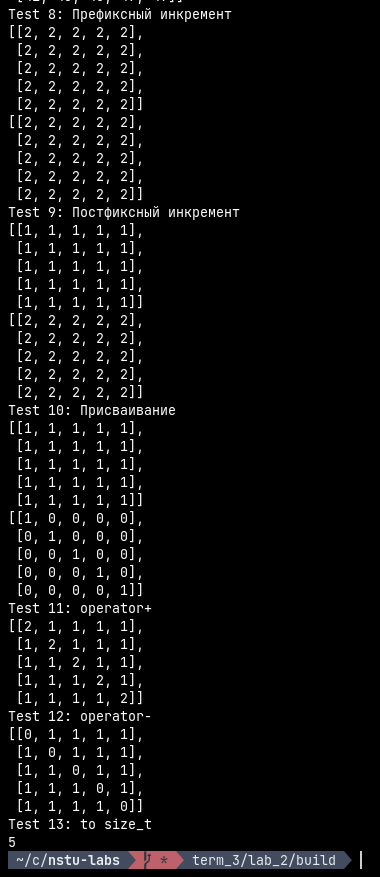 Test 8: Префиксный инкремент
[[2, 2, 2, 2, 2],
 [2, 2, 2, 2, 2],
 [2, 2, 2, 2, 2],
 [2, 2, 2, 2, 2],
 [2, 2, 2, 2, 2]]
[[2, 2, 2, 2, 2],
 [2, 2, 2, 2, 2],
 [2, 2, 2, 2, 2],
 [2, 2, 2, 2, 2],
 [2, 2, 2, 2, 2]]
Test 9: Постфиксный инкремент
[[1, 1, 1, 1, 1],
 [1, 1, 1, 1, 1],
 [1, 1, 1, 1, 1],
 [1, 1, 1, 1, 1],
 [1, 1, 1, 1, 1]]
[[2, 2, 2, 2, 2],
 [2, 2, 2, 2, 2],
 [2, 2, 2, 2, 2],
 [2, 2, 2, 2, 2],
 [2, 2, 2, 2, 2]]
Test 10: Присваивание
[[1, 1, 1, 1, 1],
 [1, 1, 1, 1, 1],
 [1, 1, 1, 1, 1],
 [1, 1, 1, 1, 1],
 [1, 1, 1, 1, 1]]
[[1, 0, 0, 0, 0],
 [0, 1, 0, 0, 0],
 [0, 0, 1, 0, 0],
 [0, 0, 0, 1, 0],
 [0, 0, 0, 0, 1]]
Test 11: operator+
[[2, 1, 1, 1, 1],
 [1, 2, 1, 1, 1],
 [1, 1, 2, 1, 1],
 [1, 1, 1, 2, 1],
 [1, 1, 1, 1, 2]]
Test 12: operator-
[[0, 1, 1, 1, 1],
 [1, 0, 1, 1, 1],
 [1, 1, 0, 1, 1],
 [1, 1, 1, 0, 1],
 [1, 1, 1, 1, 0]]
Test 13: to size_t
5
~/c/nstu-labs * term_3/lab_2/build